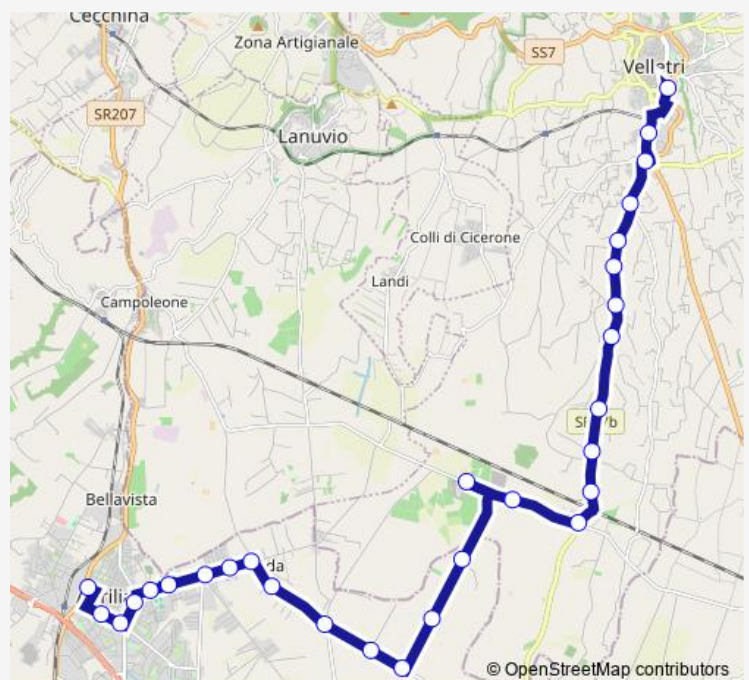 Cecchina
Zona Artigianale
SS7
Velletri
SR207
Lanuvio
Colli di Cicerone
Landi
Campoleone
Bellavista
© OpenStreetMap contributors